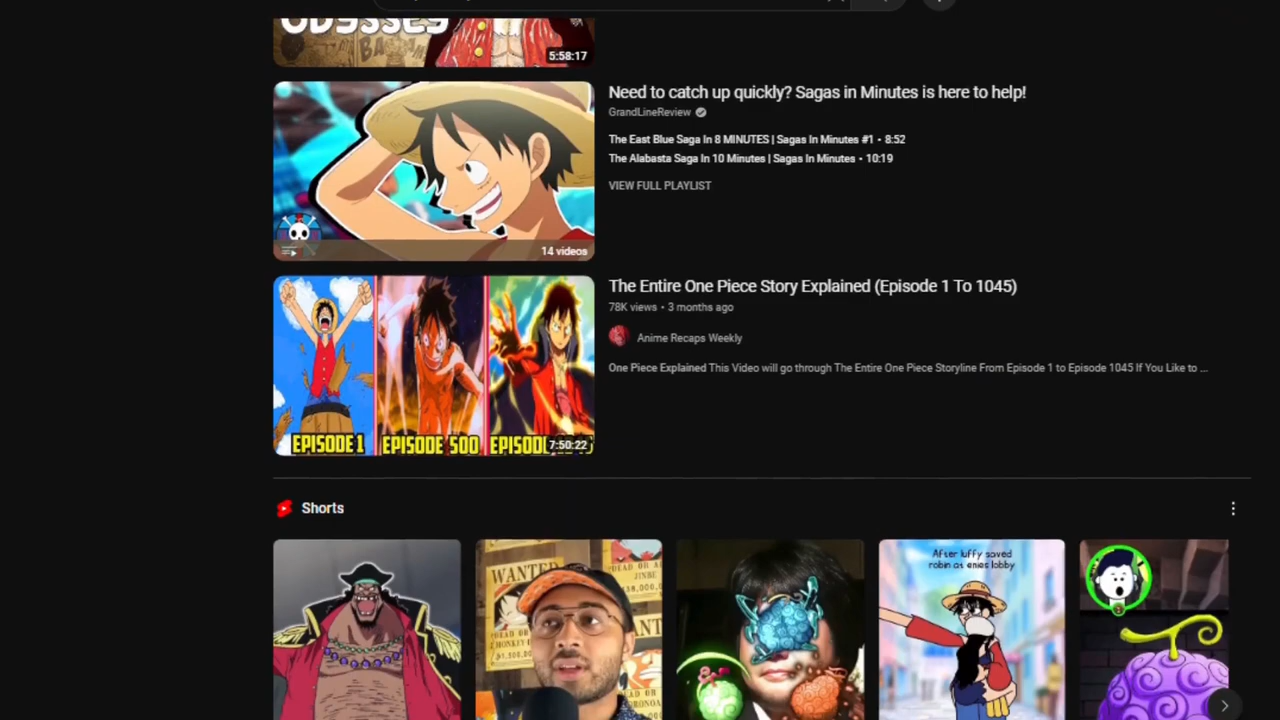 ODYSSEY
5:58:17
Need to catch up quickly? Sagas in Minutes is here to help!
GrandLineReview
The East Blue Saga In 8 MINUTES | Sagas In Minutes #1 • 8:52
The Alabasta Saga In 10 Minutes | Sagas In Minutes • 10:19
VIEW FULL PLAYLIST
14 videos
The Entire One Piece Story Explained (Episode 1 To 1045)
78K views • 3 months ago
Anime Recaps Weekly
One Piece Explained This Video will go through The Entire One Piece Storyline From Episode 1 to Episode 1045 If You Like to ...
EPISODE 1
EPISODE 500
7:50:22
Shorts
WANTED
DEAD OR
JINBE
After luffy saved
robin at enies lobby